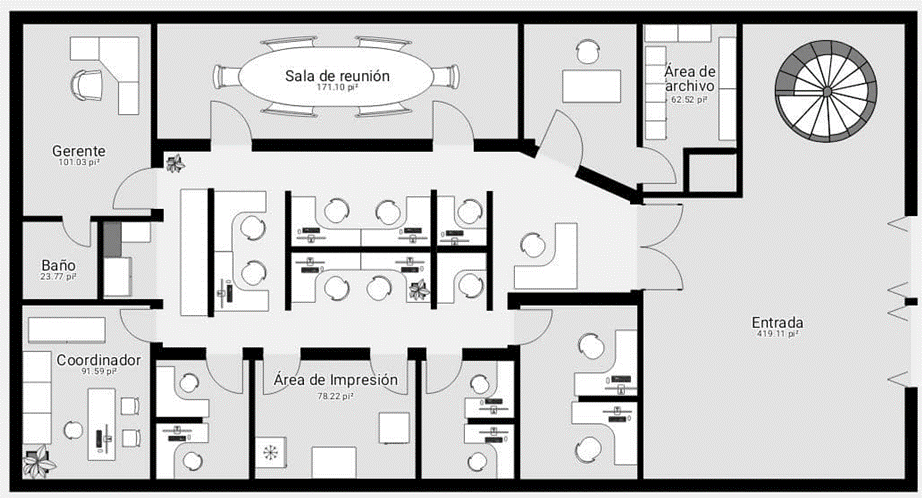 Sala de reunión
171.10 pi²
Área de
archivo
62.52 pi²
Gerente
101.03 pi²
Baño
23.77 pi²
Entrada
419.11 pi²
Coordinador
91.59 pi²
Área de Impresión
78.22 pi²